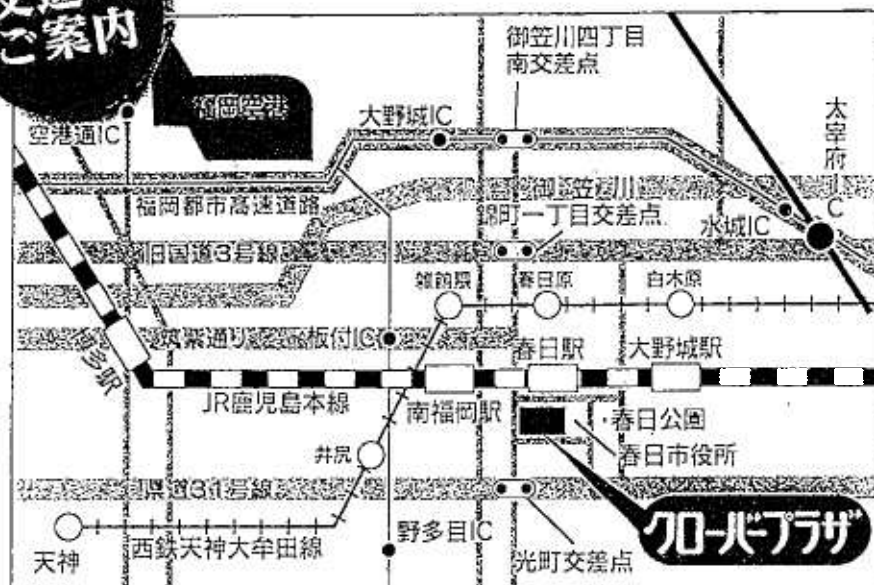 ご案内
福岡空港
空港通IC
大野城IC
御笠川四丁目
南交差点
太宰府IC
福岡都市高速道路
御笠川
錦町一丁目交差点
水城IC
旧国道3号線
雑餉隈
春日原
白木原
筑紫通り
板付IC
博多駅
春日駅
大野城駅
JR鹿児島本線
南福岡駅
・春日公園
春日市役所
井尻
県道31号線
クローバープラザ
天神
西鉄天神大牟田線
野多目IC
光町交差点